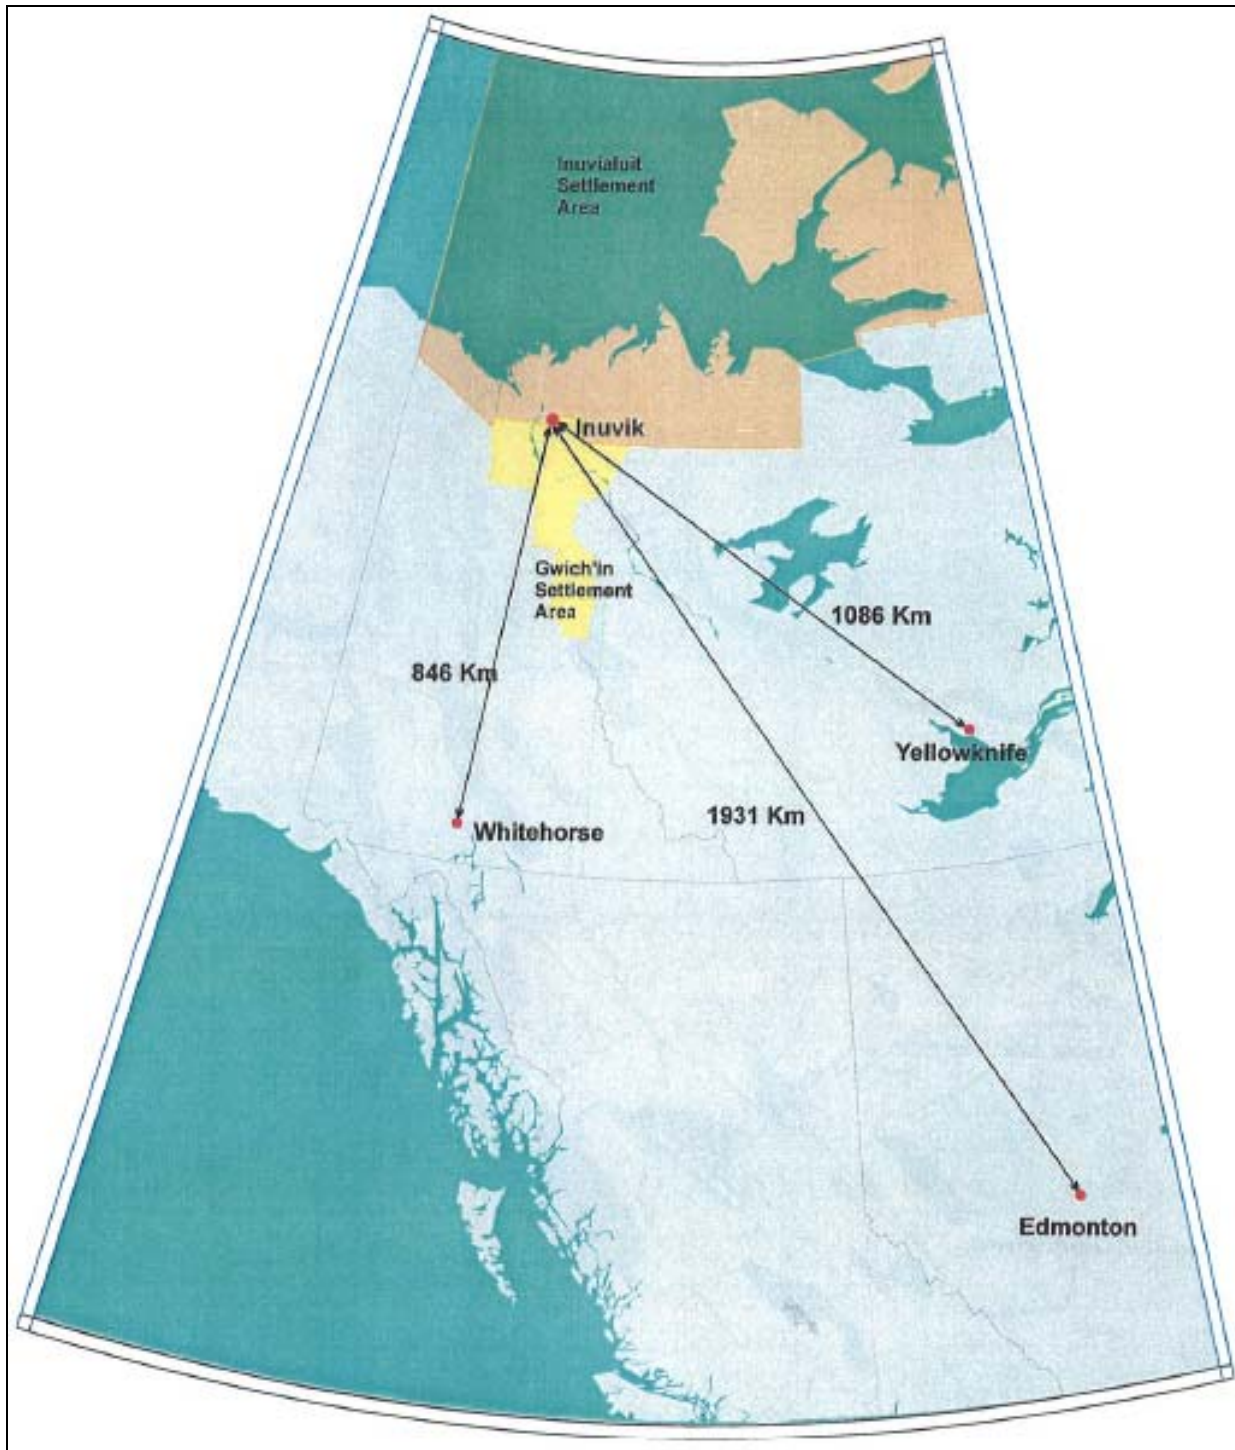 Inuvialuit
Settlement
Area
Inuvik
Gwich'in
Settlement
Area
1086 Km
846 Km
Yellowknife
1931 Km
Whitehorse
Edmonton